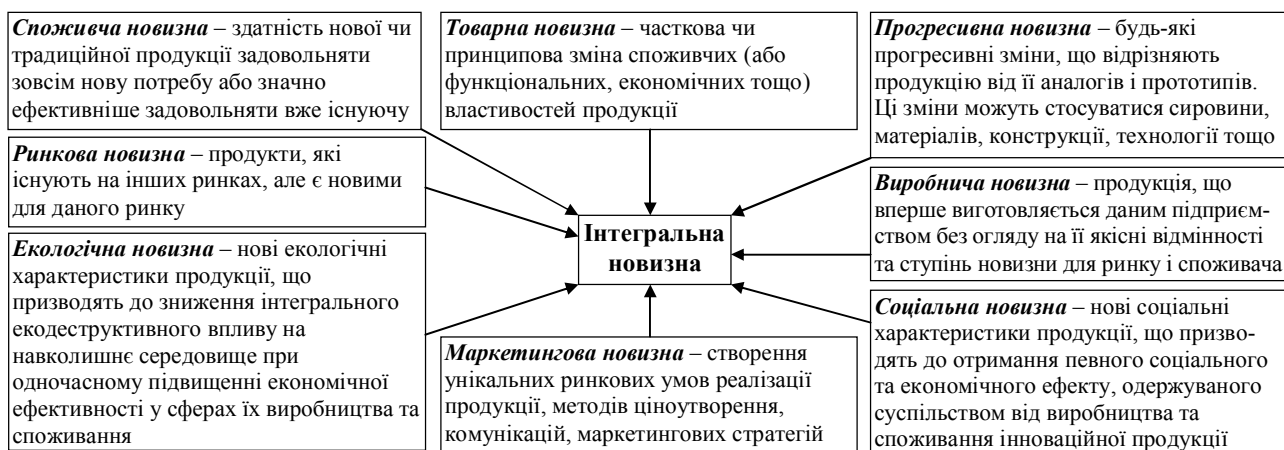 Споживча новизна – здатність нової чи
традиційної продукції задовольняти
зовсім нову потребу або значно
ефективніше задовольняти вже існуючу
Товарна новизна – часткова чи
принципова зміна споживчих (або
функціональних, економічних тощо)
властивостей продукції
Прогресивна новизна – будь-які
прогресивні зміни, що відрізняють
продукцію від її аналогів і прототипів.
Ці зміни можуть стосуватися сировини,
матеріалів, конструкції, технології тощо
Ринкова новизна – продукти, які
існують на інших ринках, але є новими
для даного ринку
Інтегральна
новизна
Виробнича новизна – продукція, що
вперше виготовляється даним підприєм-
ством без огляду на її якісні відмінності
та ступінь новизни для ринку і споживача
Екологічна новизна – нові екологічні
характеристики продукції, що
призводять до зниження інтегрального
екодеструктивного впливу на
навколишнє середовище при
одночасному підвищенні економічної
ефективності у сферах їх виробництва та
споживання
Маркетингова новизна – створення
унікальних ринкових умов реалізації
продукції, методів ціноутворення,
комунікацій, маркетингових стратегій
Соціальна новизна – нові соціальні
характеристики продукції, що призво-
дять до отримання певного соціального
та економічного ефекту, одержуваного
суспільством від виробництва та
споживання інноваційної продукції